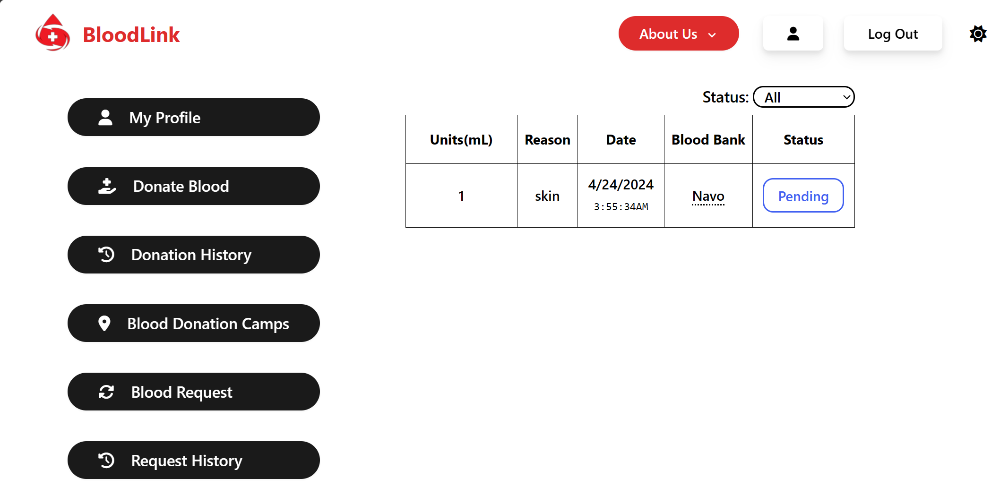 BloodLink
About Us
Log Out
My Profile
Donate Blood
Donation History
Blood Donation Camps
Blood Request
Request History
Status: All
Units(mL) Reason Date Blood Bank Status
1 skin 4/24/2024 3:55:34AM Navo Pending